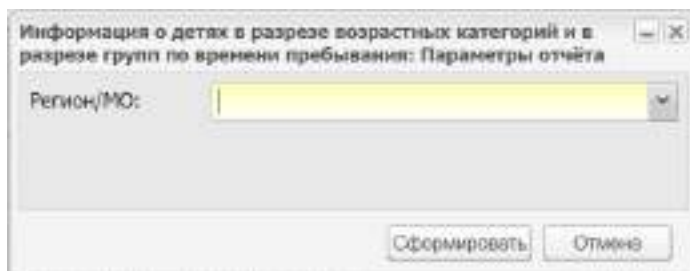 Информация о детях в разрезе возрастных категорий и в
разрезе групп по времени пребывания: Параметры отчёта
Регион/МО:
Сформировать Отмена